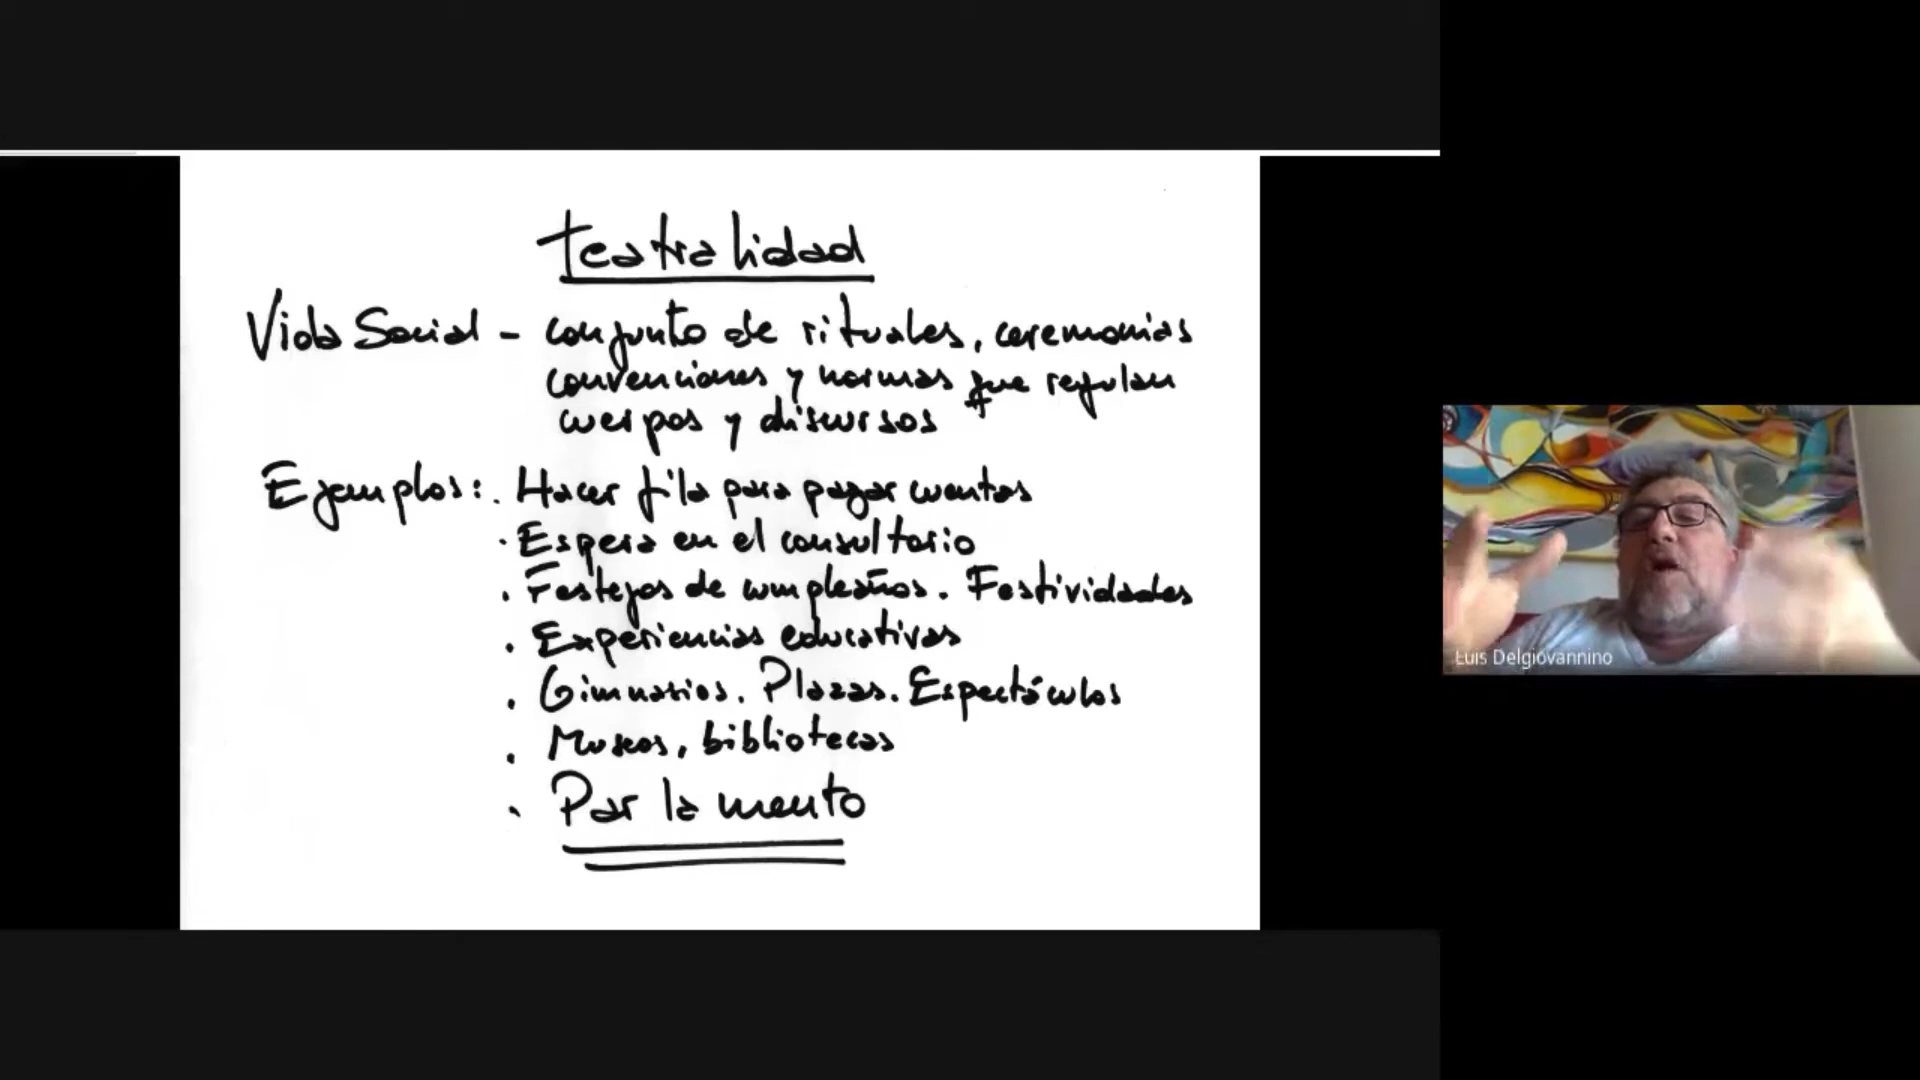 Teatralidad
Vida Social - conjunto de rituales, ceremonias
convenciones y normas que regulan
cuerpos y discursos
Ejemplos: . Hacer fila para pagar cuentas
. Espera en el consultorio
. Festejos de cumpleaños. Festividades
. Experiencias educativas
. Gimnasios. Plazas. Espectáculos
. Museos, bibliotecas
. Parlamento
Luis Delgiovannino